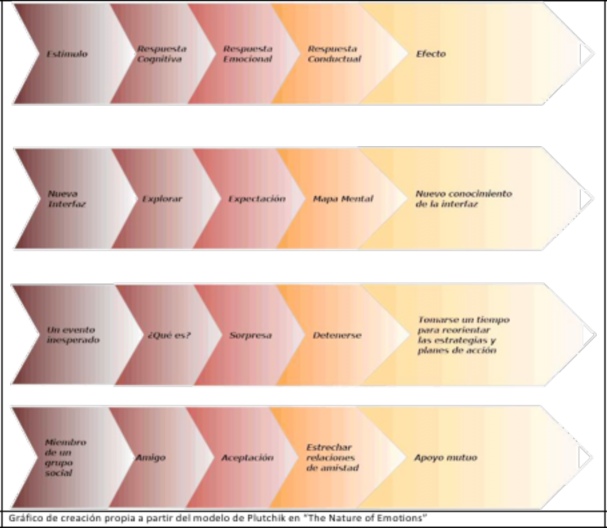 Estímulo
Respuesta
Cognitiva
Respuesta
Emocional
Respuesta
Conductual
Efecto
Nueva
Interfaz
Explorar
Expectación
Mapa Mental
Nuevo conocimiento
de la interfaz
Un evento
inesperado
¿Qué es?
Sorpresa
Detenerse
Tomarse un tiempo
para reorientar
las estrategias y
planes de acción
Miembro
de un
grupo
social
Amigo
Aceptación
Estrechar
relaciones
de amistad
Apoyo mutuo
Gráfico de creación propia a partir del modelo de Plutchik en "The Nature of Emotions"